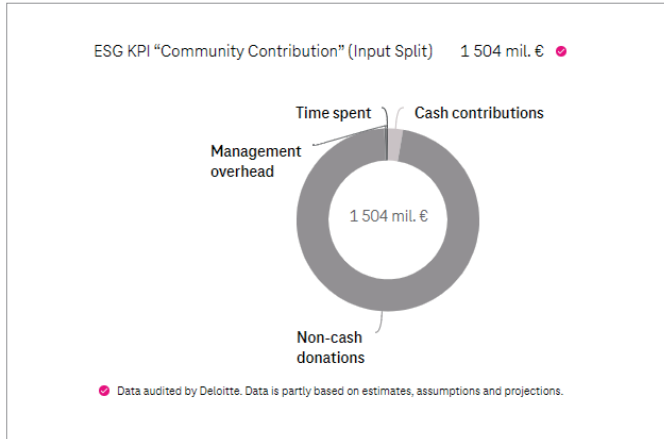 ESG KPI “Community Contribution” (Input Split) 1 504 mil. €
Time spent
Cash contributions
Management
overhead
1 504 mil. €
Non-cash
donations
Data audited by Deloitte. Data is partly based on estimates, assumptions and projections.